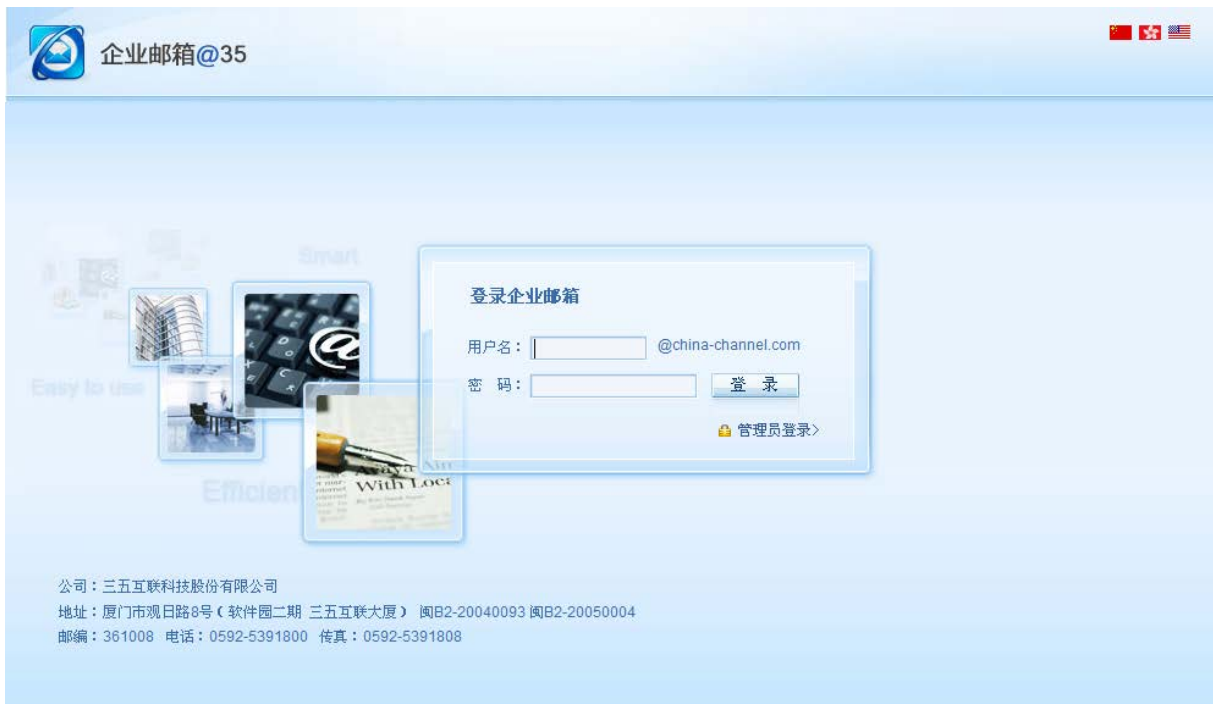 企业邮箱@35
Smart
登录企业邮箱
用户名： @china-channel.com
密 码： 登 录
Easy to use
管理员登录>
With Loca
Efficien
公司：三五互联科技股份有限公司
地址：厦门市观日路8号（软件园二期 三五互联大厦） 闽B2-20040093 闽B2-20050004
邮编：361008 电话：0592-5391800 传真：0592-5391808